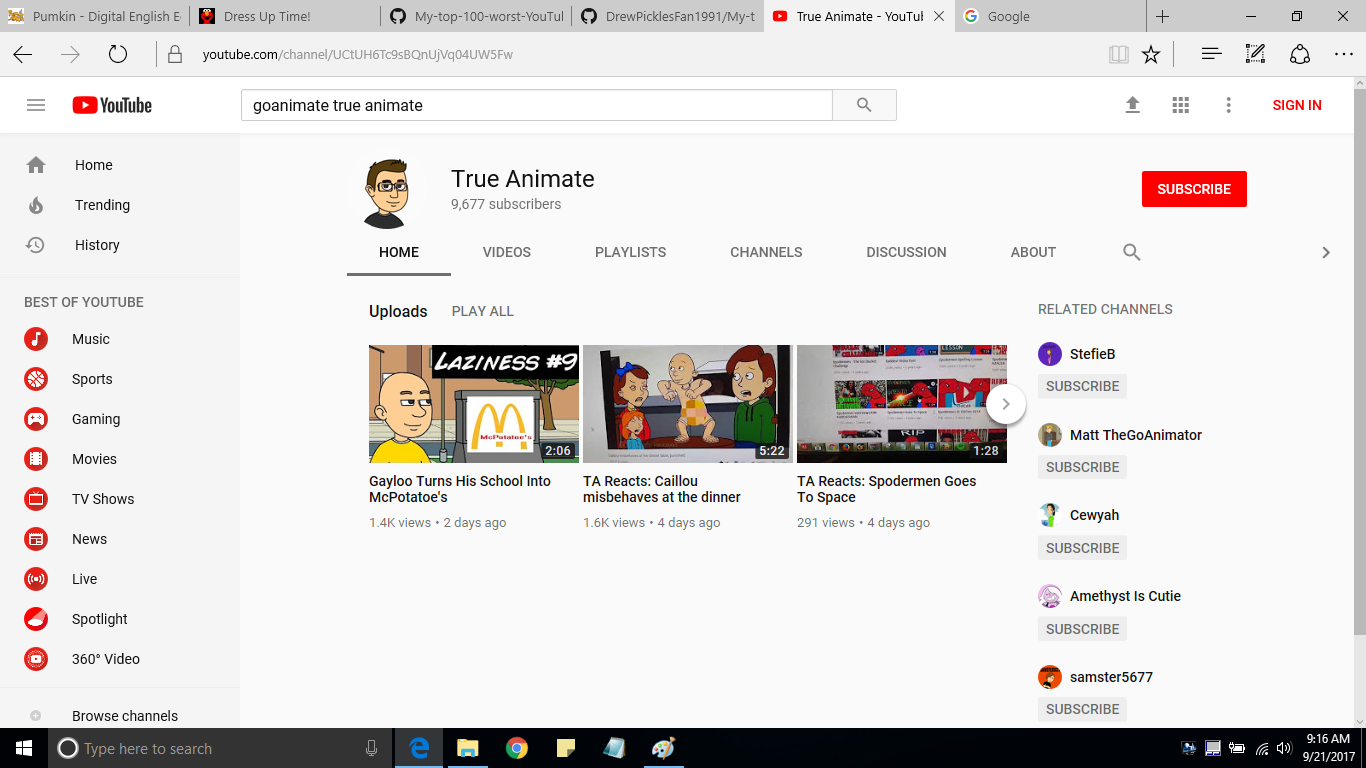 Pumkin - Digital English E
Dress Up Time!
My-top-100-worst-YouTul
DrewPicklesFan1991/My-t
True Animate - YouTub
Google
youtube.com/channel/UCtUH6Tc9sBQnUjVq04UW5Fw
YouTube
goanimate true animate
SIGN IN
Home
Trending
History
BEST OF YOUTUBE
Music
Sports
Gaming
Movies
TV Shows
News
Live
Spotlight
360° Video
Browse channels
True Animate
9,677 subscribers
SUBSCRIBE
HOME
VIDEOS
PLAYLISTS
CHANNELS
DISCUSSION
ABOUT
Uploads
PLAY ALL
LAZINESS #9
McPotatoe's
2:06
Gayloo Turns His School Into
McPotatoe's
1.4K views • 2 days ago
5:22
TA Reacts: Caillou
misbehaves at the dinner
1.6K views • 4 days ago
RIP
1:28
TA Reacts: Spodermen Goes
To Space
291 views • 4 days ago
RELATED CHANNELS
StefieB
SUBSCRIBE
Matt TheGoAnimator
SUBSCRIBE
Cewyah
SUBSCRIBE
Amethyst Is Cutie
SUBSCRIBE
samster5677
SUBSCRIBE
Type here to search
9:16 AM
9/21/2017